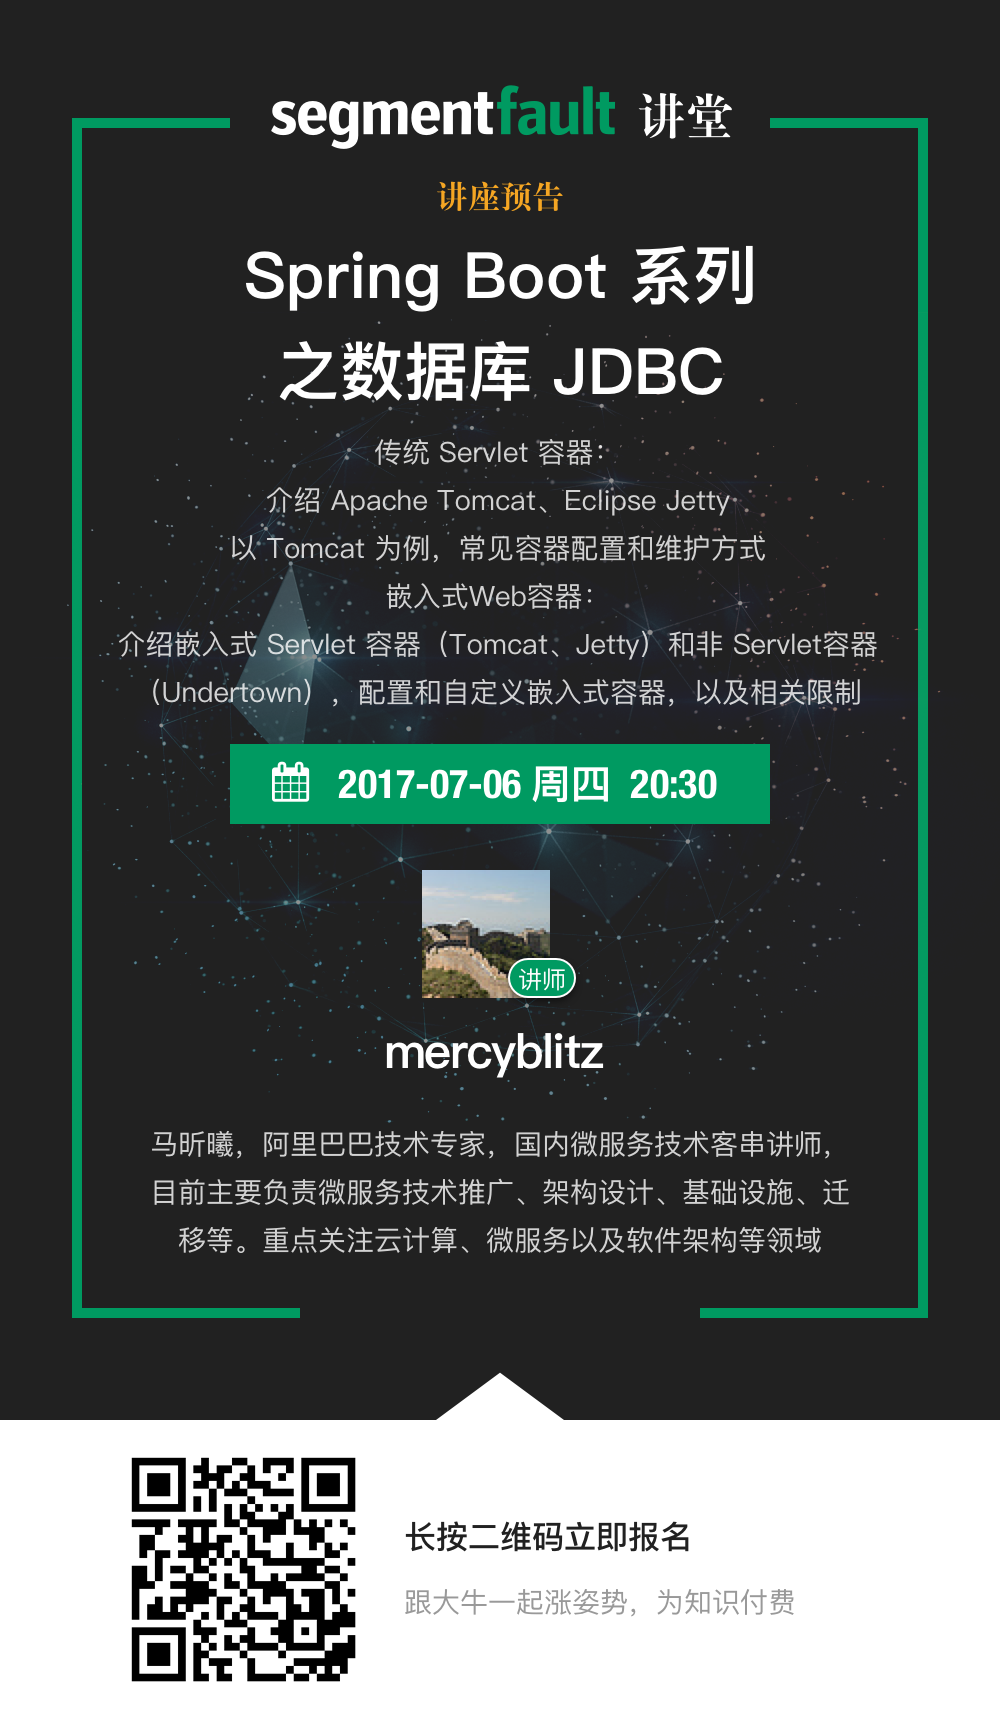 segmentfault 讲堂
讲座预告
Spring Boot 系列
之数据库 JDBC
传统 Servlet 容器：
介绍 Apache Tomcat、Eclipse Jetty
以 Tomcat 为例，常见容器配置和维护方式
嵌入式Web容器：
介绍嵌入式 Servlet 容器（Tomcat、Jetty）和非 Servlet容器
（Undertown），配置和自定义嵌入式容器，以及相关限制
2017-07-06 周四 20:30
讲师
mercyblitz
马昕曦，阿里巴巴技术专家，国内微服务技术客串讲师，
目前主要负责微服务技术推广、架构设计、基础设施、迁
移等。重点关注云计算、微服务以及软件架构等领域
长按二维码立即报名
跟大牛一起涨姿势，为知识付费